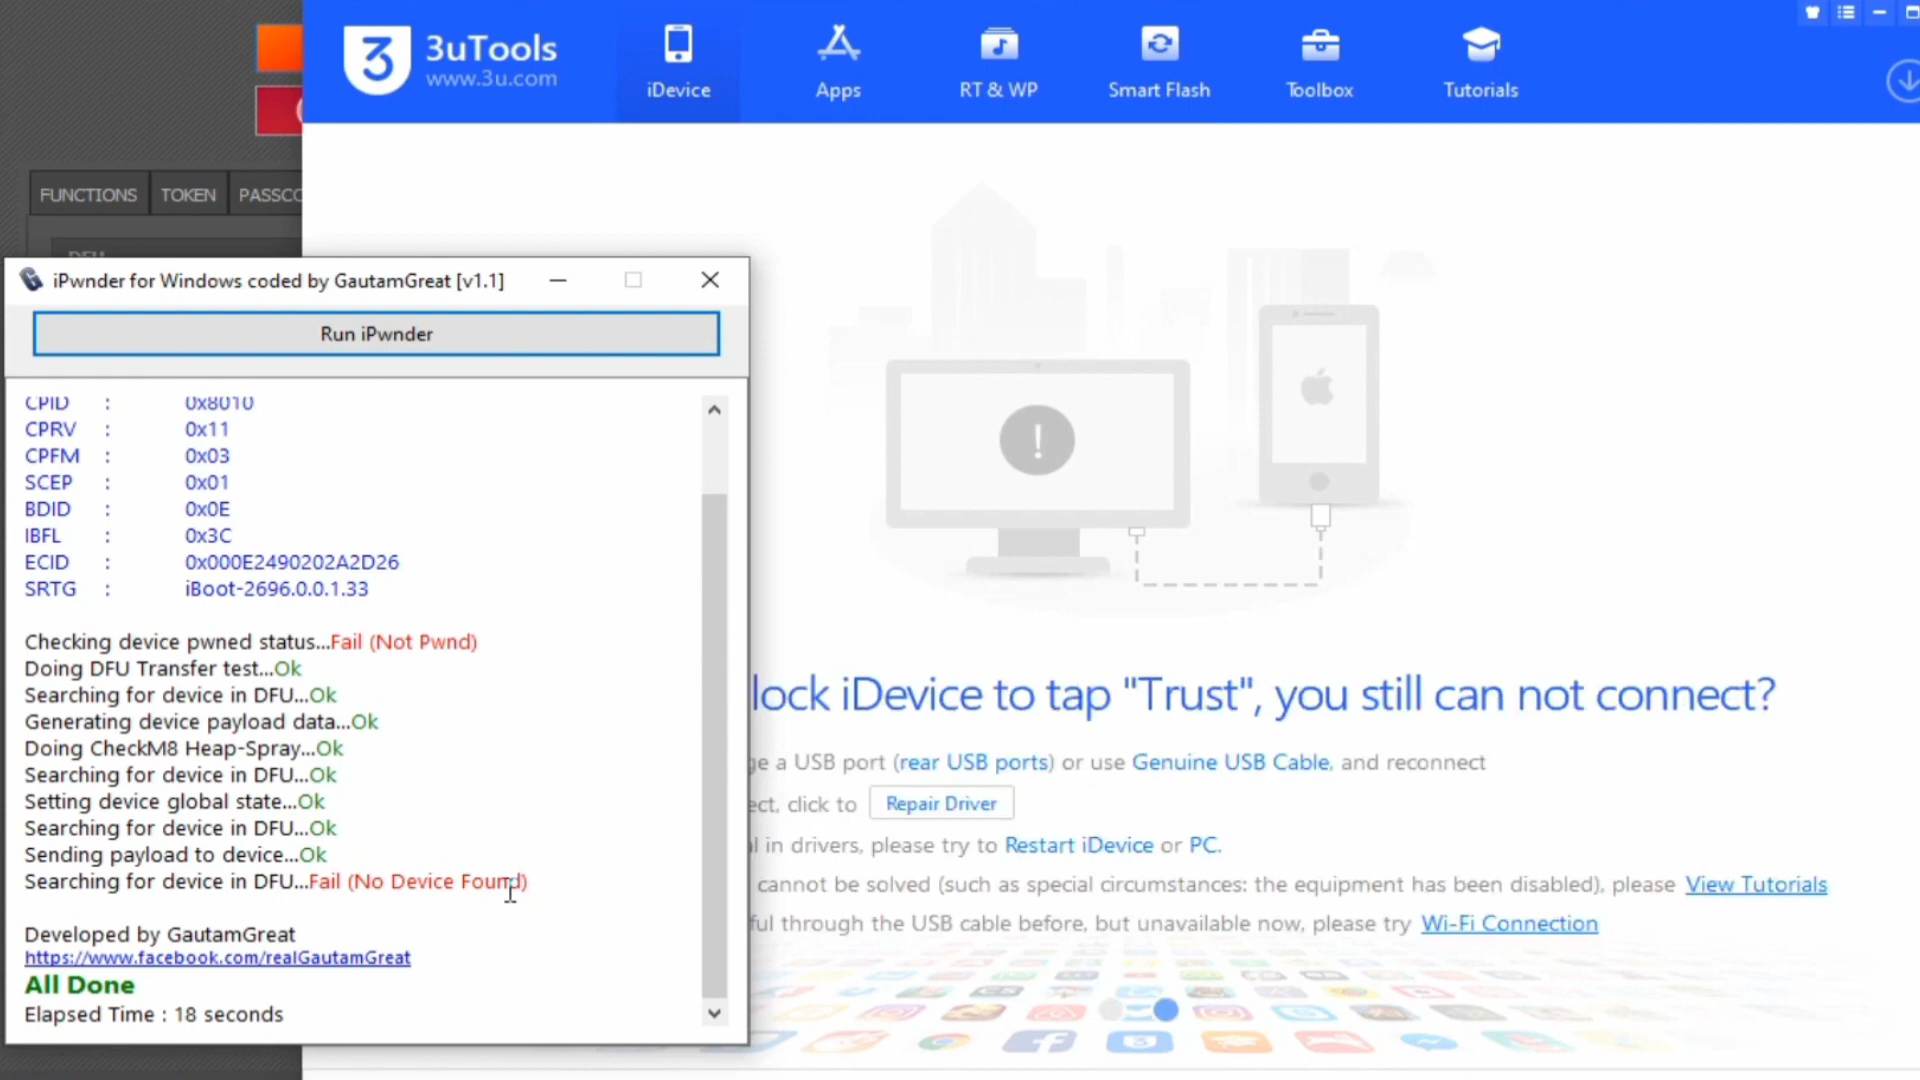 3uTools
www.3u.com
iDevice
Apps
RT & WP
Smart Flash
Toolbox
Tutorials
FUNCTIONS
TOKEN
PASSCO
DFU
iPwnder for Windows coded by GautamGreat [v1.1]
Run iPwnder
CPID : 0x8010
CPRV : 0x11
CPFM : 0x03
SCEP : 0x01
BDID : 0x0E
IBFL : 0x3C
ECID : 0x000E2490202A2D26
SRTG : iBoot-2696.0.0.1.33
Checking device pwned status...Fail (Not Pwnd)
Doing DFU Transfer test...Ok
Searching for device in DFU...Ok
Generating device payload data...Ok
Doing CheckM8 Heap-Spray...Ok
Searching for device in DFU...Ok
Setting device global state...Ok
Searching for device in DFU...Ok
Sending payload to device...Ok
Searching for device in DFU...Fail (No Device Found)
Developed by GautamGreat
https://www.facebook.com/realGautamGreat
All Done
Elapsed Time : 18 seconds
lock iDevice to tap "Trust", you still can not connect?
ge a USB port (rear USB ports) or use Genuine USB Cable, and reconnect
ect, click to Repair Driver
l in drivers, please try to Restart iDevice or PC.
cannot be solved (such as special circumstances: the equipment has been disabled), please View Tutorials
ful through the USB cable before, but unavailable now, please try Wi-Fi Connection